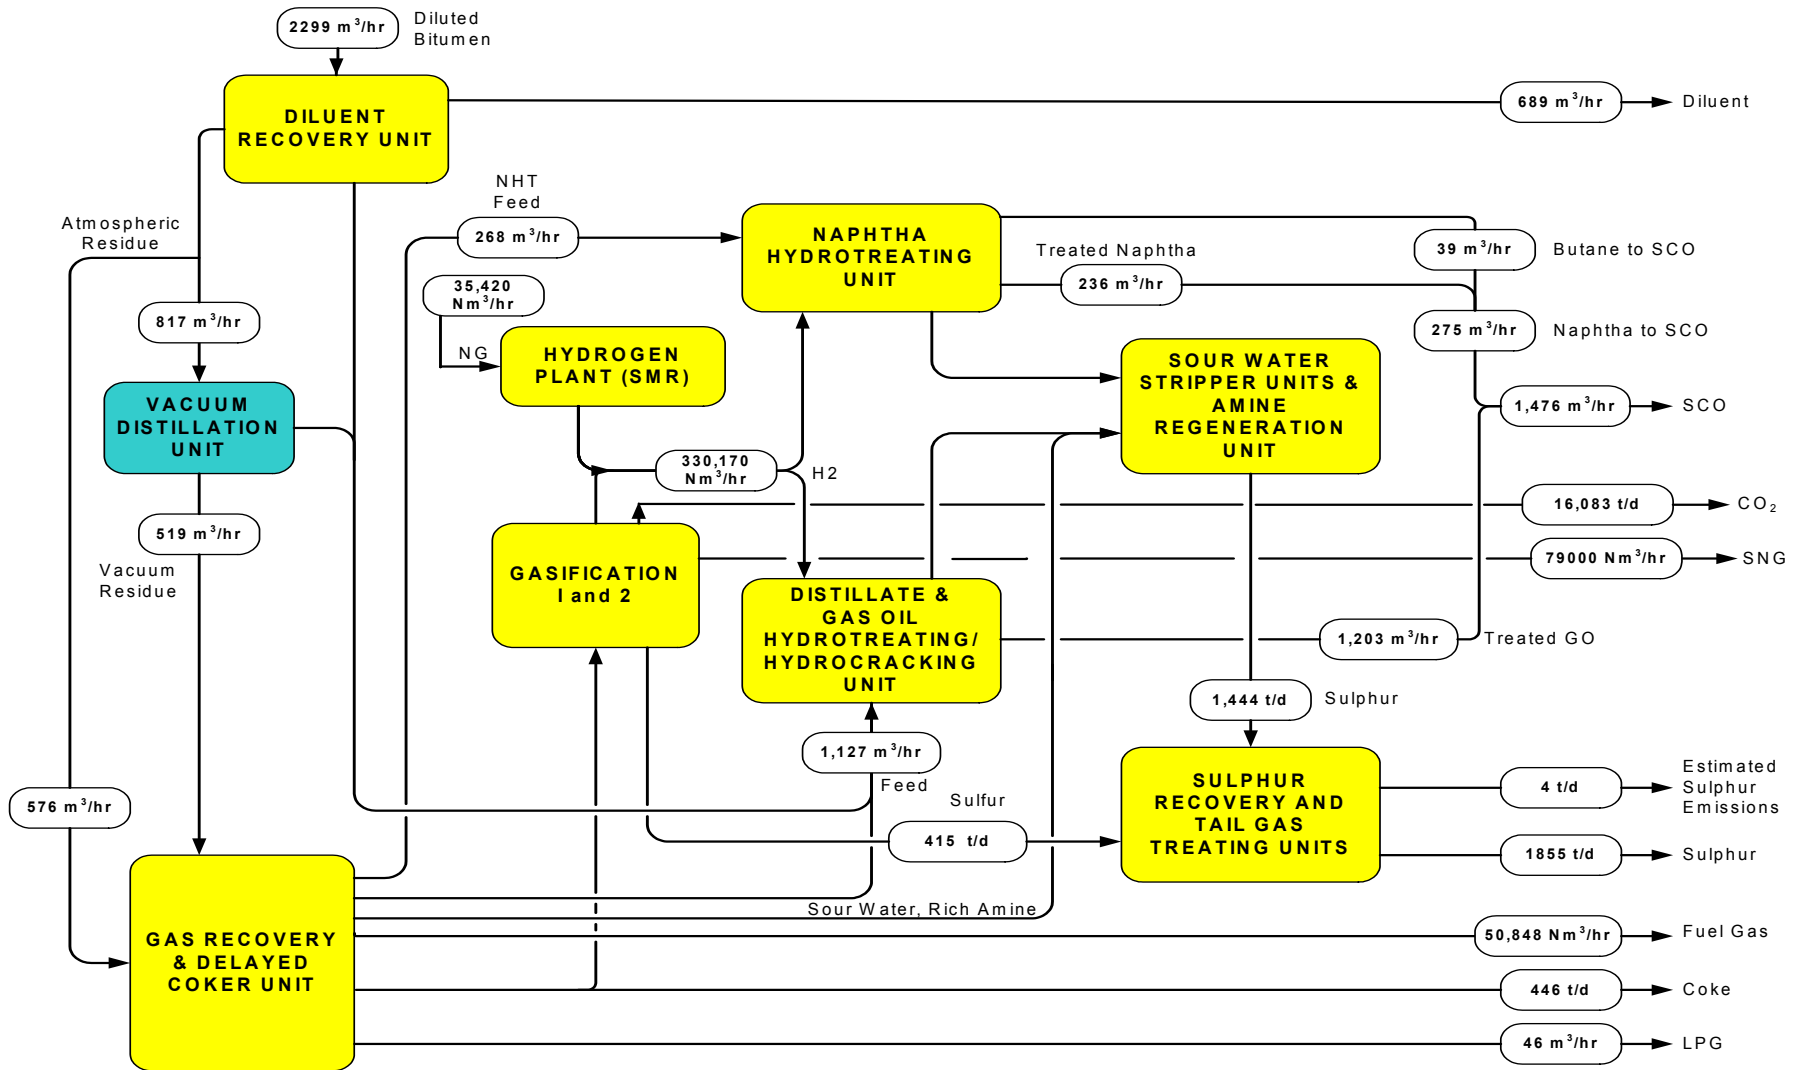 2299 m³/hr
Diluted
Bitumen
DILUENT
RECOVERY UNIT
689 m³/hr
Diluent
Atmospheric
Residue
NHT
Feed
268 m³/hr
NAPHTHA
HYDROTREATING
UNIT
Treated Naphtha
236 m³/hr
39 m³/hr
Butane to SCO
35,420
Nm³/hr
NG
HYDROGEN
PLANT (SMR)
817 m³/hr
275 m³/hr
Naphtha to SCO
SOUR WATER
STRIPPER UNITS &
AMINE
REGENERATION
UNIT
1,476 m³/hr
SCO
VACUUM
DISTILLATION
UNIT
330,170
Nm³/hr
H2
16,083 t/d
CO₂
519 m³/hr
Vacuum
Residue
GASIFICATION
I and 2
79000 Nm³/hr
SNG
DISTILLATE &
GAS OIL
HYDROTREATING/
HYDROCRACKING
UNIT
1,203 m³/hr
Treated GO
1,444 t/d
Sulphur
1,127 m³/hr
Feed
576 m³/hr
Sulfur
415 t/d
SULPHUR
RECOVERY AND
TAIL GAS
TREATING UNITS
4 t/d
Estimated
Sulphur
Emissions
1855 t/d
Sulphur
Sour Water, Rich Amine
GAS RECOVERY
& DELAYED
COKER UNIT
50,848 Nm³/hr
Fuel Gas
446 t/d
Coke
46 m³/hr
LPG